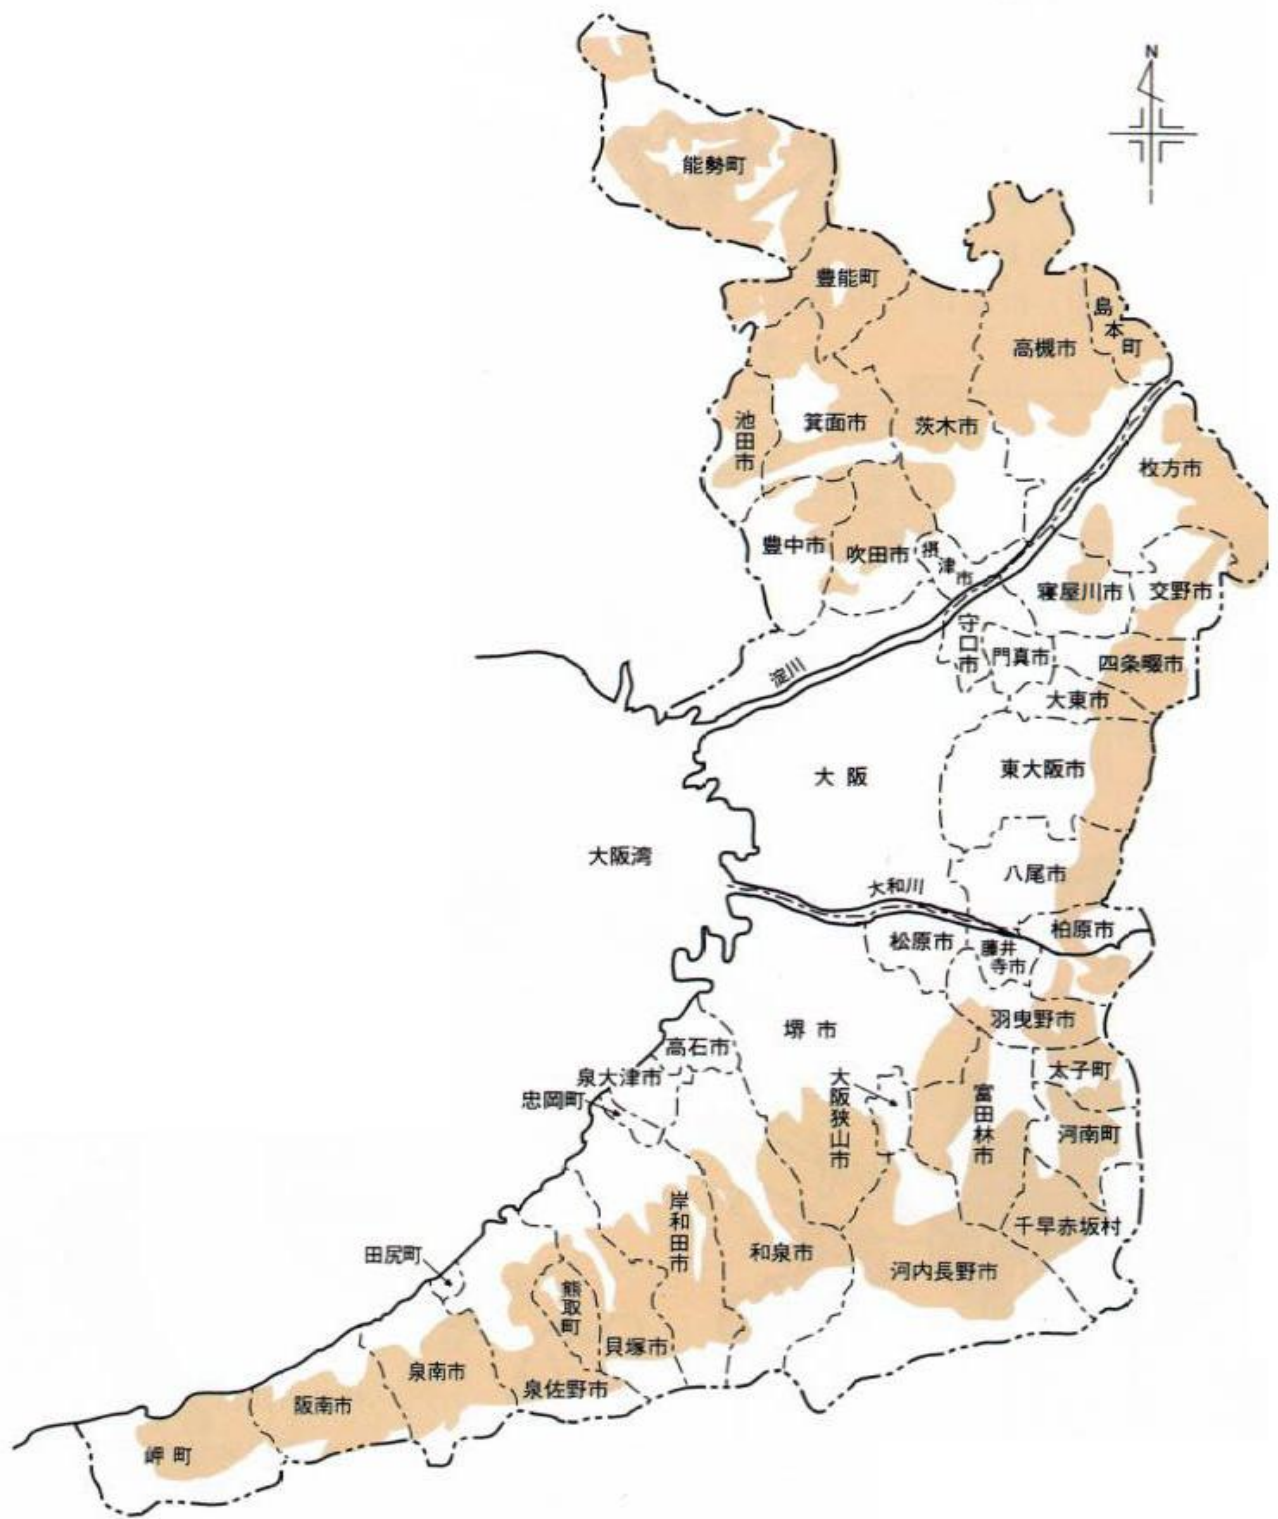 N
能勢町
豊能町
島本町
高槻市
池田市
箕面市
茨木市
枚方市
豊中市
吹田市
摂津市
寝屋川市
交野市
守口市
門真市
四条畷市
淀川
大東市
大阪
東大阪市
大阪湾
八尾市
大和川
松原市
藤井
寺市
柏原市
堺市
羽曳野市
高石市
泉大津市
忠岡町
大阪狭山市
富田林市
太子町
河南町
岸和田市
千早赤坂村
和泉市
河内長野市
田尻町
熊取町
貝塚市
泉南市
泉佐野市
阪南市
岬町